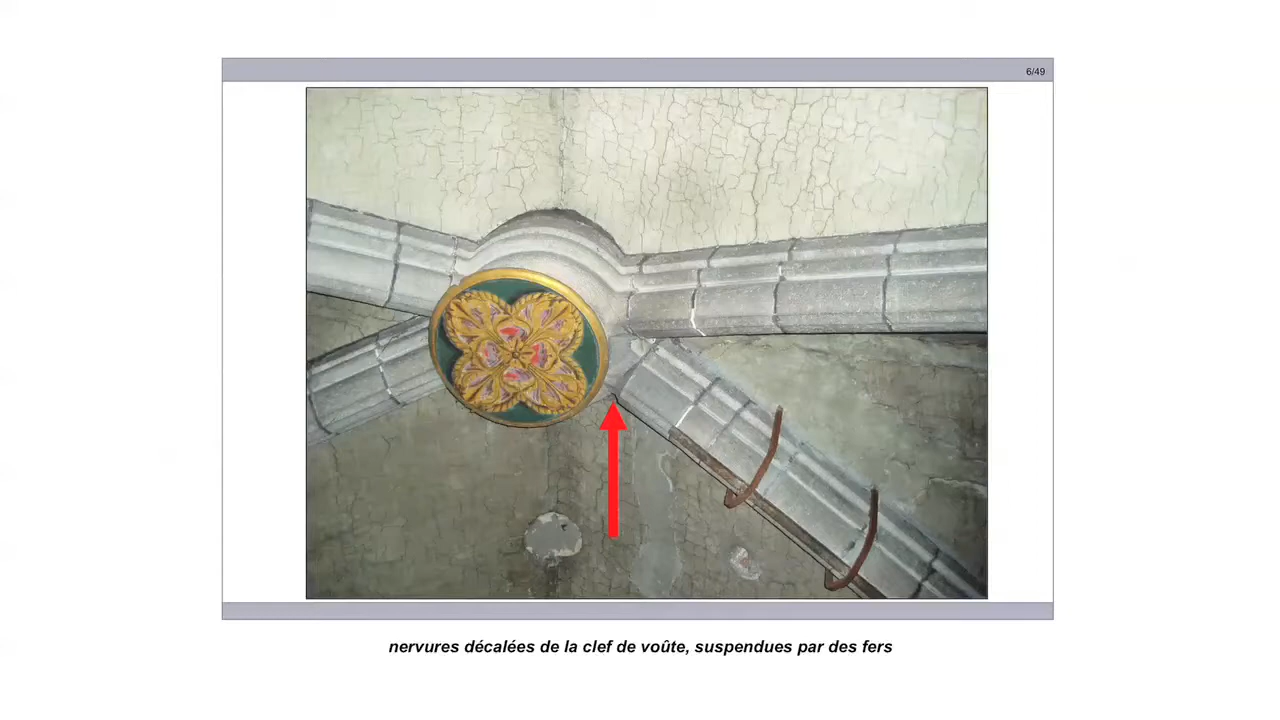 6/49
nervures décalées de la clef de voûte, suspendues par des fers